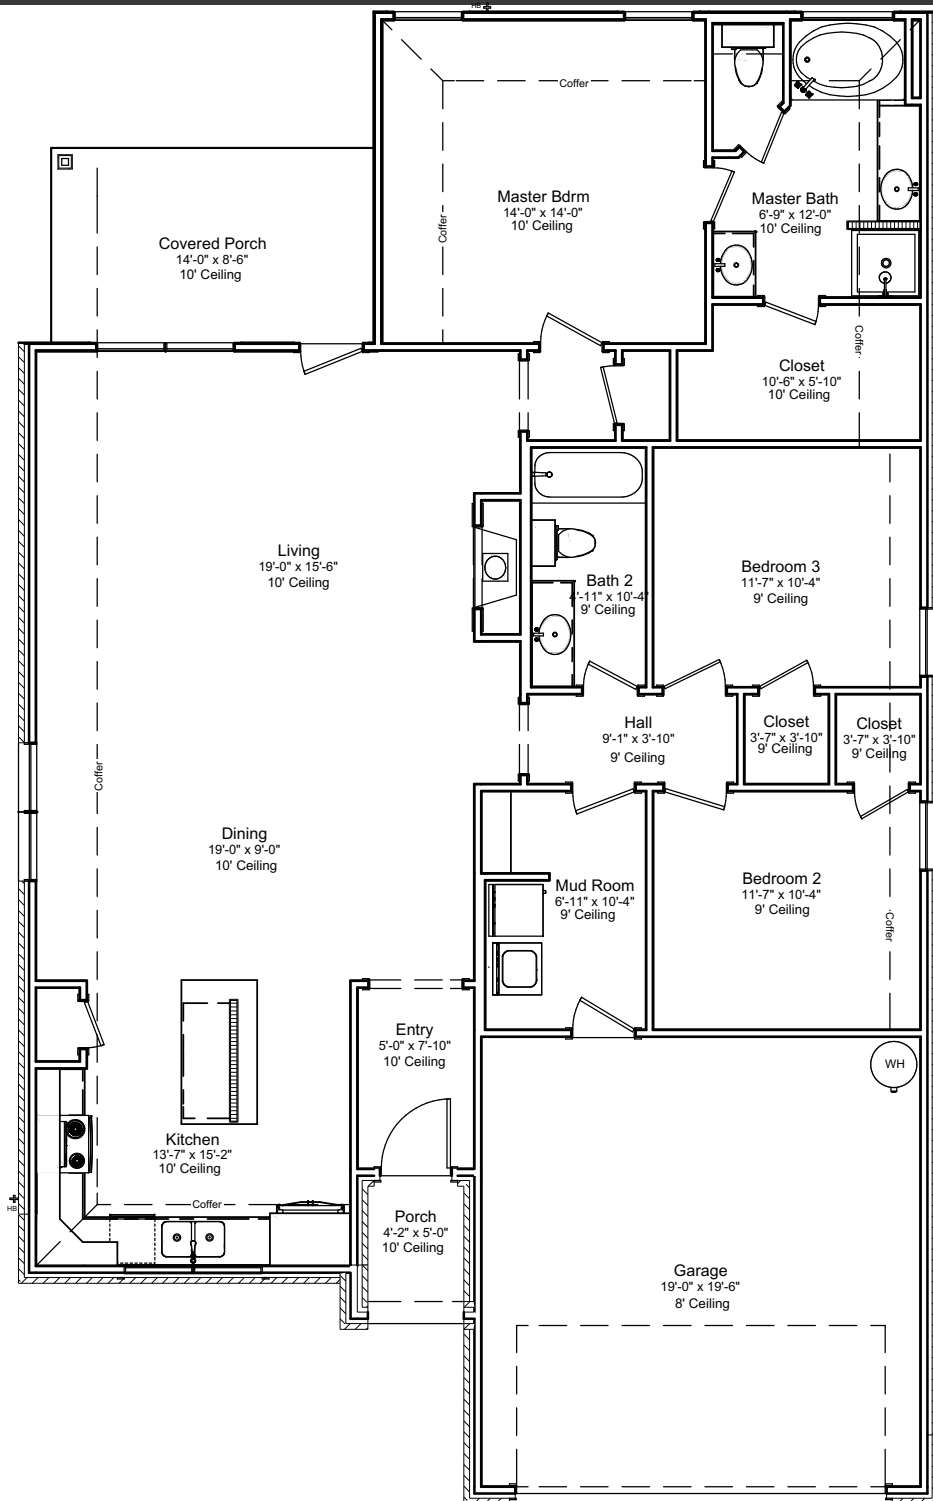 HB
Coffer
Master Bdrm
14'-0" x 14'-0"
10' Ceiling
Coffer
Master Bath
6'-9" x 12'-0"
10' Ceiling
Covered Porch
14'-0" x 8'-6"
10' Ceiling
Coffer
Closet
10'-6" x 5'-10"
10' Ceiling
Living
19'-0" x 15'-6"
10' Ceiling
Bath 2
4'-11" x 10'-4"
9' Ceiling
Bedroom 3
11'-7" x 10'-4"
9' Ceiling
Hall
9'-1" x 3'-10"
9' Ceiling
Closet
3'-7" x 3'-10"
9' Ceiling
Closet
3'-7" x 3'-10"
9' Ceiling
Coffer
Dining
19'-0" x 9'-0"
10' Ceiling
Mud Room
6'-11" x 10'-4"
9' Ceiling
Bedroom 2
11'-7" x 10'-4"
9' Ceiling
Coffer
Entry
5'-0" x 7'-10"
10' Ceiling
WH
Kitchen
13'-7" x 15'-2"
10' Ceiling
HB
Coffer
Porch
4'-2" x 5'-0"
10' Ceiling
Garage
19'-0" x 19'-6"
8' Ceiling